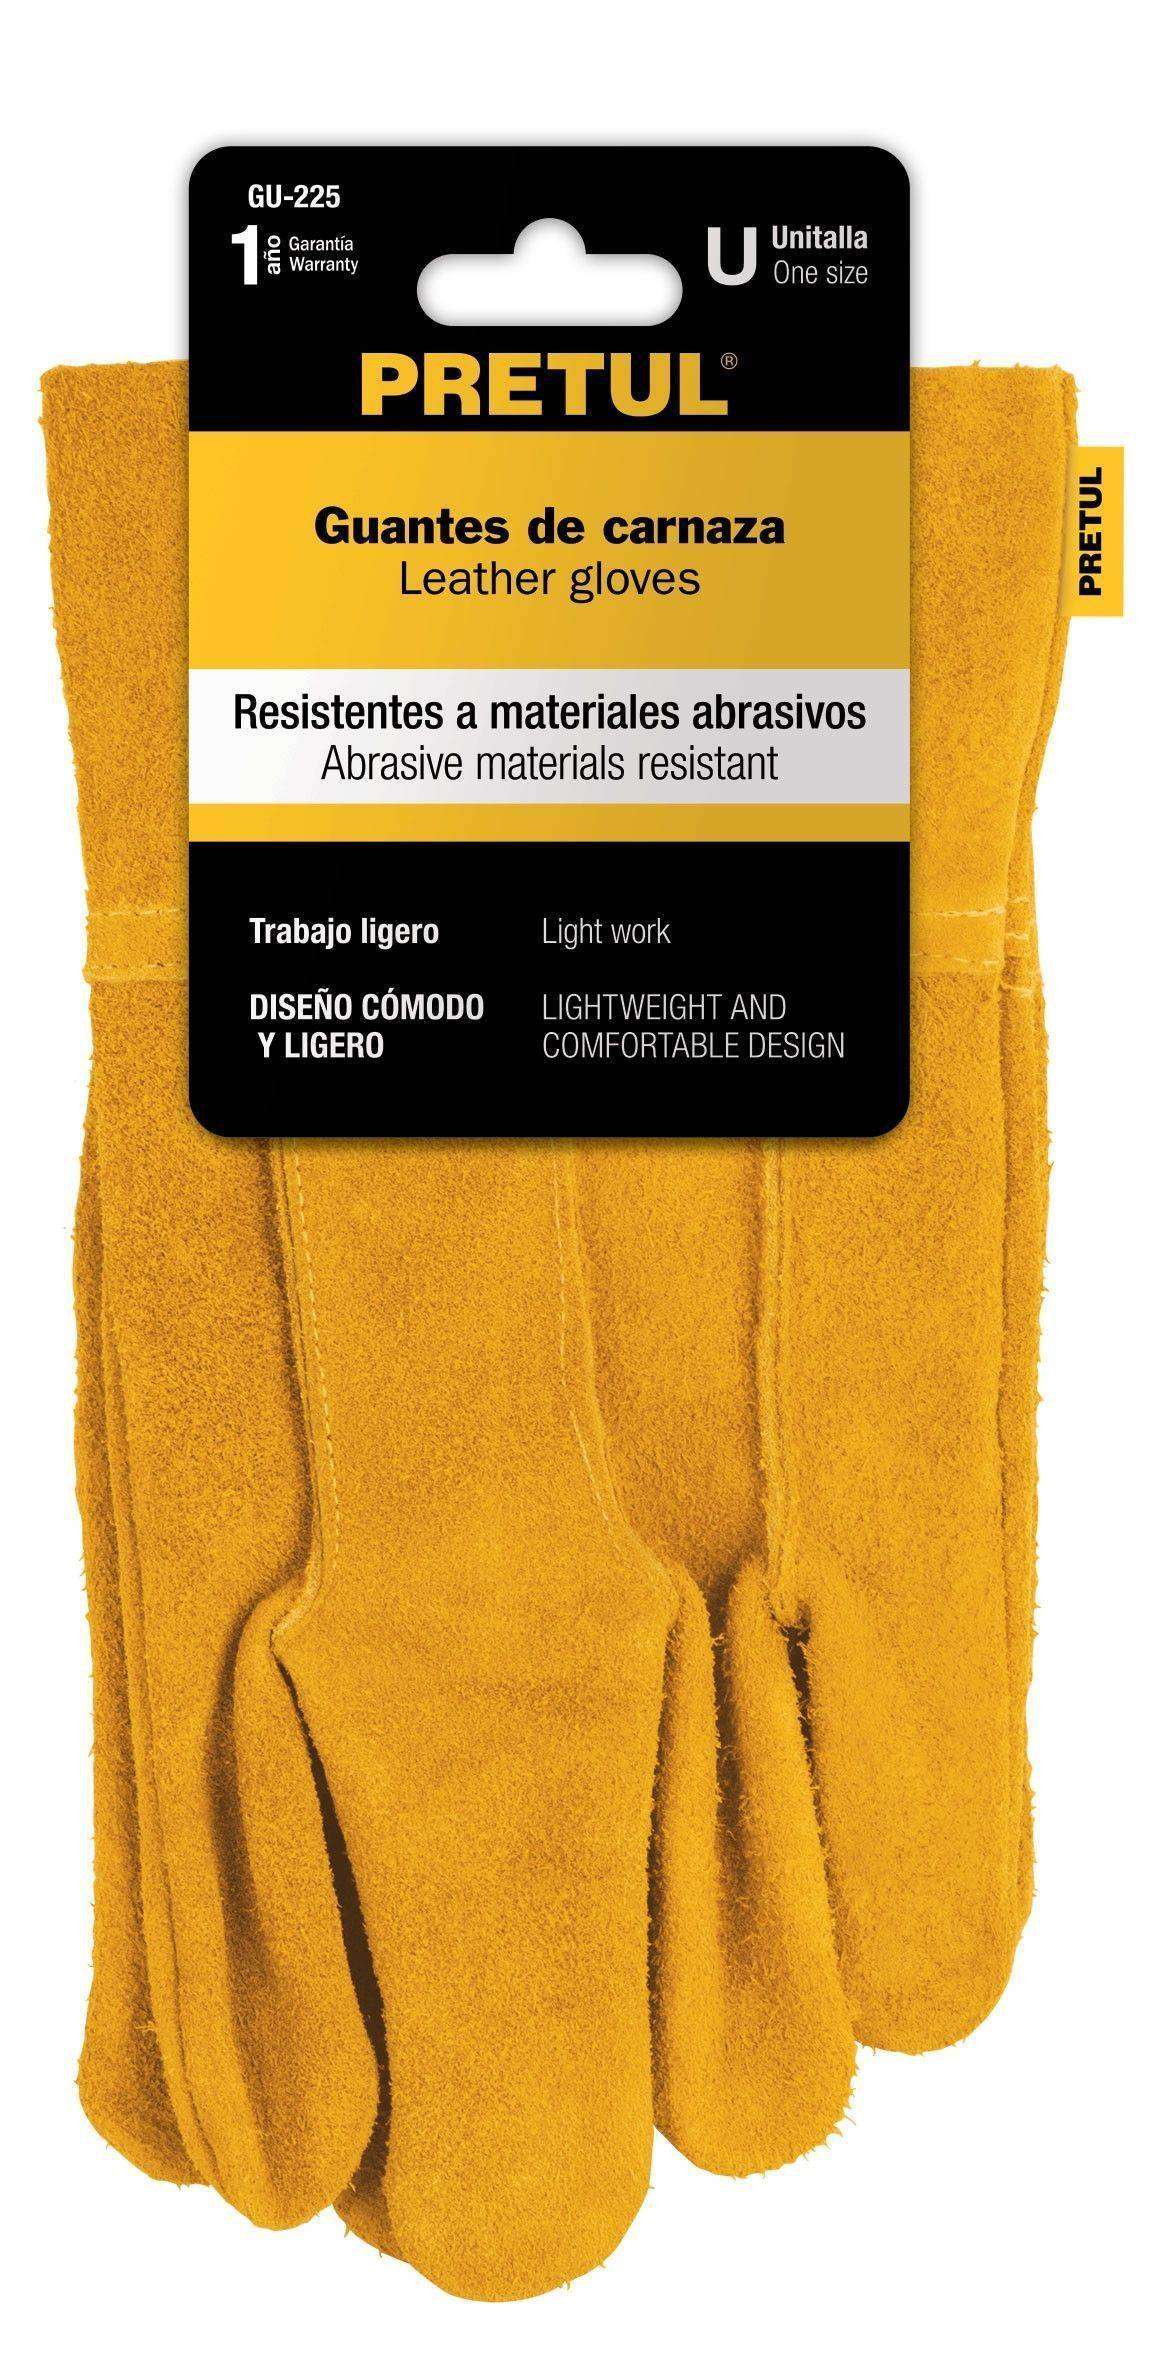 GU-225
1 año Garantía
Warranty
U Unitalla
One size
PRETUL®
Guantes de carnaza
Leather gloves
PRETUL
Resistentes a materiales abrasivos
Abrasive materials resistant
Trabajo ligero
Light work
DISEÑO CÓMODO
Y LIGERO
LIGHTWEIGHT AND
COMFORTABLE DESIGN